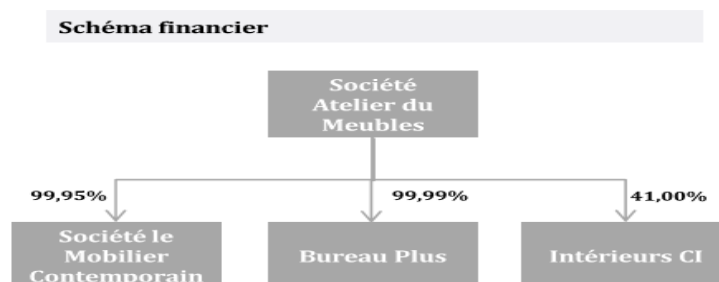 Schéma financier
Société
Atelier du
Meubles
99,95%
99,99%
41,00%
Société le
Mobilier
Contemporain
Bureau Plus
Intérieurs CI